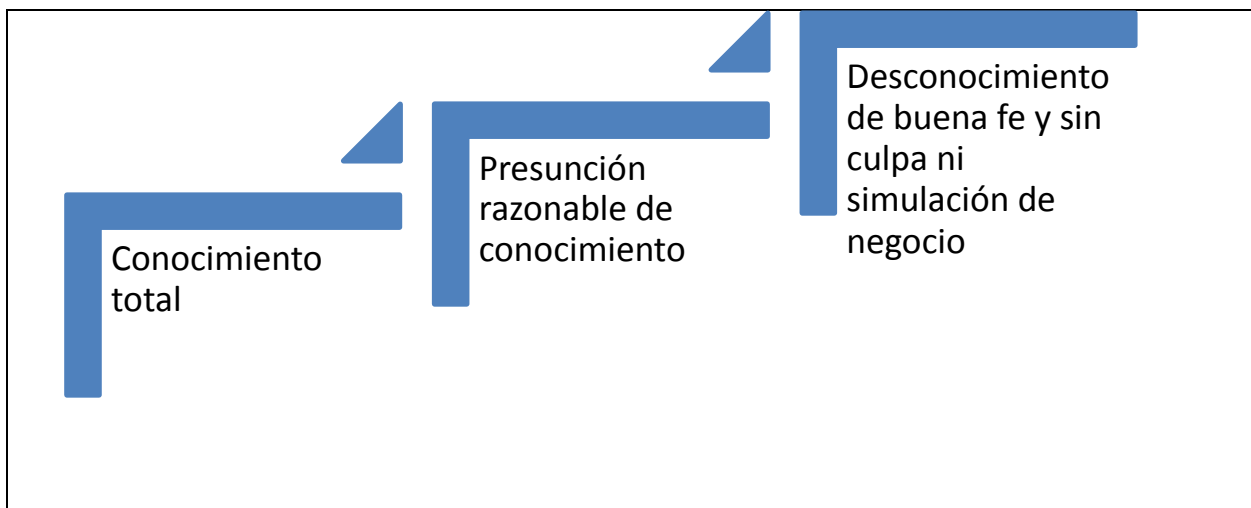 Conocimiento
total
Presunción
razonable de
conocimiento
Desconocimiento
de buena fe y sin
culpa ni
simulación de
negocio